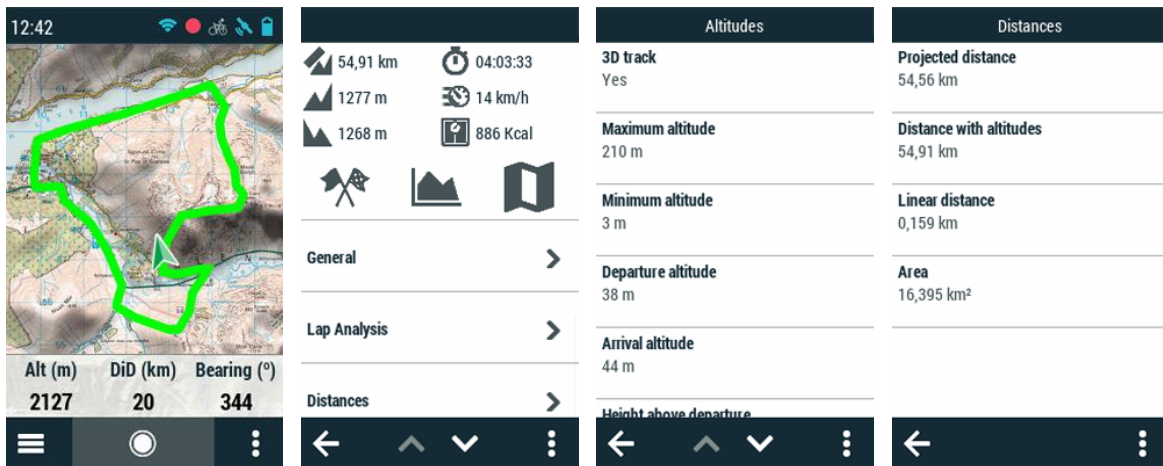 12:42
Alt (m) DiD (km) Bearing (º)
2127 20 344
54,91 km 04:03:33
1277 m 14 km/h
1268 m 886 Kcal
General
Lap Analysis
Distances
Altitudes
3D track
Yes
Maximum altitude
210 m
Minimum altitude
3 m
Departure altitude
38 m
Arrival altitude
44 m
Height above departure
Distances
Projected distance
54,56 km
Distance with altitudes
54,91 km
Linear distance
0,159 km
Area
16,395 km²